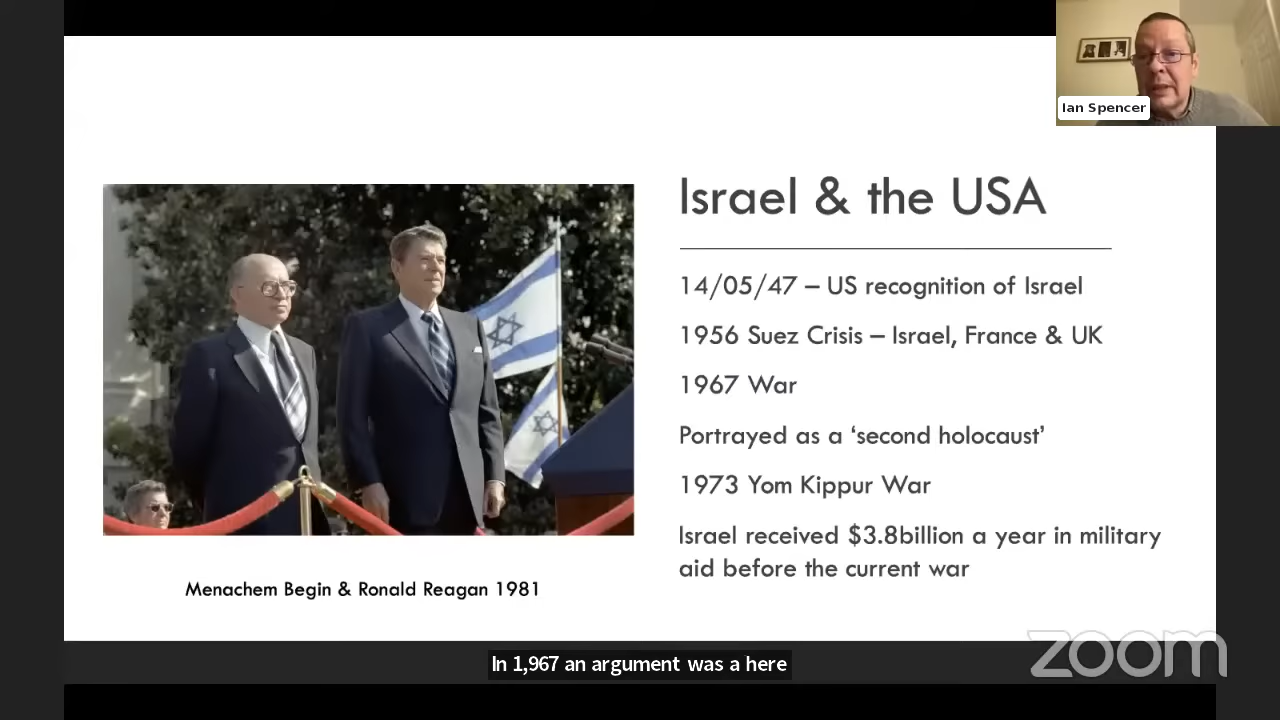 Ian Spencer
Israel & the USA
14/05/47 – US recognition of Israel
1956 Suez Crisis – Israel, France & UK
1967 War
Portrayed as a ‘second holocaust’
1973 Yom Kippur War
Israel received $3.8billion a year in military
aid before the current war
Menachem Begin & Ronald Reagan 1981
zoom
In 1,967 an argument was a here